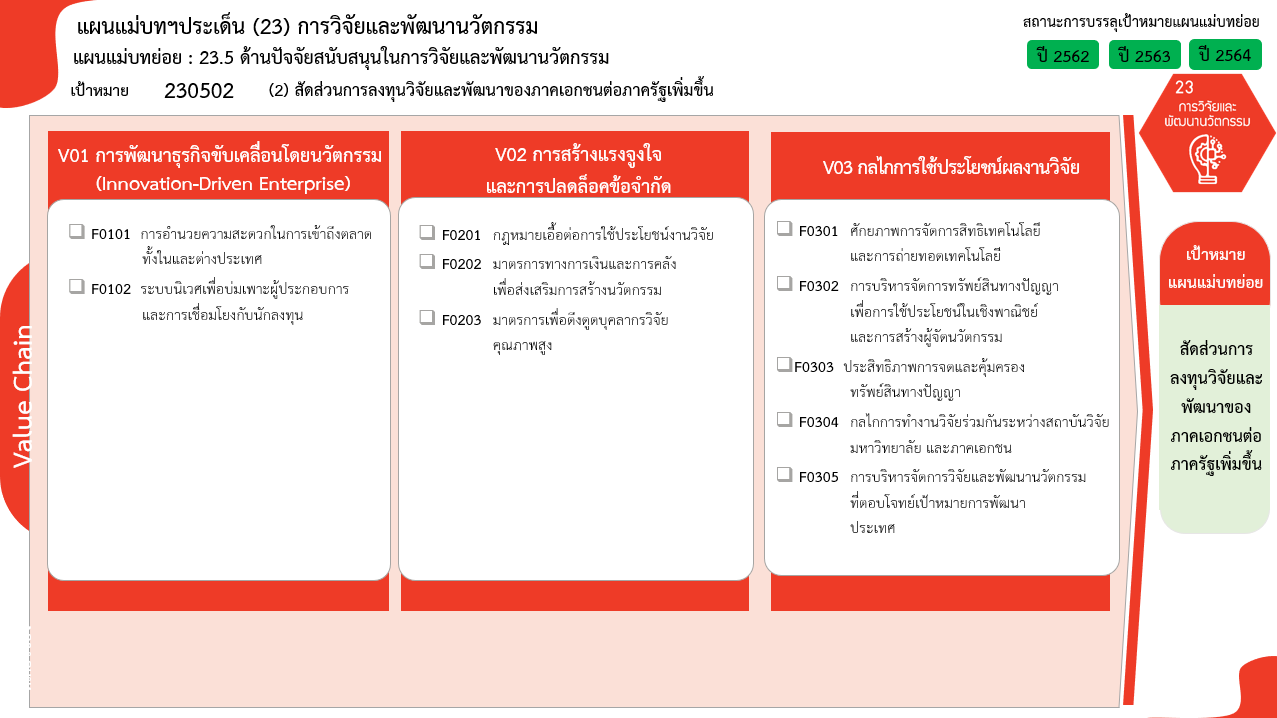 แผนแม่บทฯประเด็น (23) การวิจัยและพัฒนานวัตกรรม
แผนแม่บทย่อย : 23.5 ด้านปัจจัยสนับสนุนในการวิจัยและพัฒนานวัตกรรม
เป้าหมาย 230502 (2) สัดส่วนการลงทุนวิจัยและพัฒนาของภาคเอกชนต่อภาครัฐเพิ่มขึ้น
สถานะการบรรลุเป้าหมายแผนแม่บทย่อย
ปี 2562 ปี 2563 ปี 2564
23
การวิจัยและ
พัฒนานวัตกรรม
Value Chain
V01 การพัฒนาธุรกิจขับเคลื่อนโดยนวัตกรรม
(Innovation-Driven Enterprise)
F0101 การอำนวยความสะดวกในการเข้าถึงตลาด
ทั้งในและต่างประเทศ
F0102 ระบบนิเวศเพื่อบ่มเพาะผู้ประกอบการ
และการเชื่อมโยงกับนักลงทุน
V02 การสร้างแรงจูงใจ
และการปลดล็อคข้อจำกัด
F0201 กฎหมายเอื้อต่อการใช้ประโยชน์งานวิจัย
F0202 มาตรการทางการเงินและการคลัง
เพื่อส่งเสริมการสร้างนวัตกรรม
F0203 มาตรการเพื่อดึงดูดบุคลากรวิจัย
คุณภาพสูง
V03 กลไกการใช้ประโยชน์ผลงานวิจัย
F0301 ศักยภาพการจัดการสิทธิเทคโนโลยี
และการถ่ายทอดเทคโนโลยี
F0302 การบริหารจัดการทรัพย์สินทางปัญญา
เพื่อการใช้ประโยชน์ในเชิงพาณิชย์
และการสร้างผู้จัดนวัตกรรม
F0303 ประสิทธิภาพการจดและคุ้มครอง
ทรัพย์สินทางปัญญา
F0304 กลไกการทำงานวิจัยร่วมกันระหว่างสถาบันวิจัย
มหาวิทยาลัย และภาคเอกชน
F0305 การบริหารจัดการวิจัยและพัฒนานวัตกรรม
ที่ตอบโจทย์เป้าหมายการพัฒนา
ประเทศ
เป้าหมาย
แผนแม่บทย่อย
สัดส่วนการ
ลงทุนวิจัยและ
พัฒนาของ
ภาคเอกชนต่อ
ภาครัฐเพิ่มขึ้น